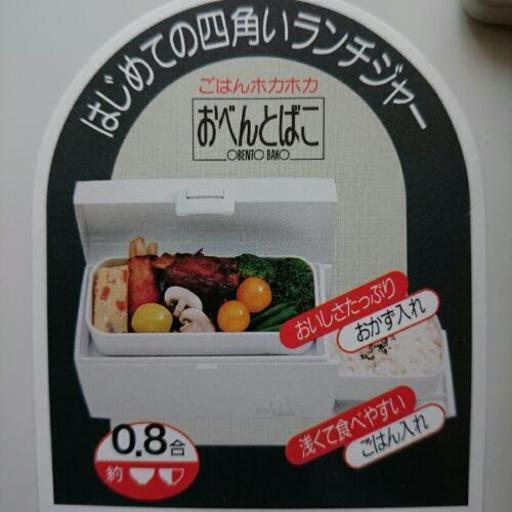 はじめての四角いランチジャー
ごはんホカホカ
おべんとばこ
OBENTO BAKO
おいしさたっぷり
おかず入れ
浅くて食べやすい
ごはん入れ
0.8合
約